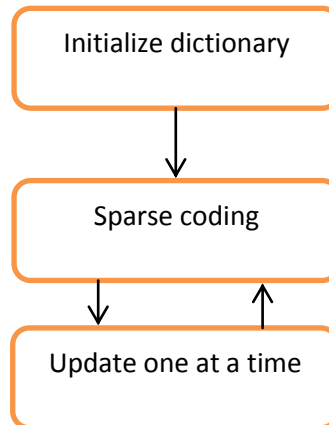 Initialize dictionary
Sparse coding
Update one at a time